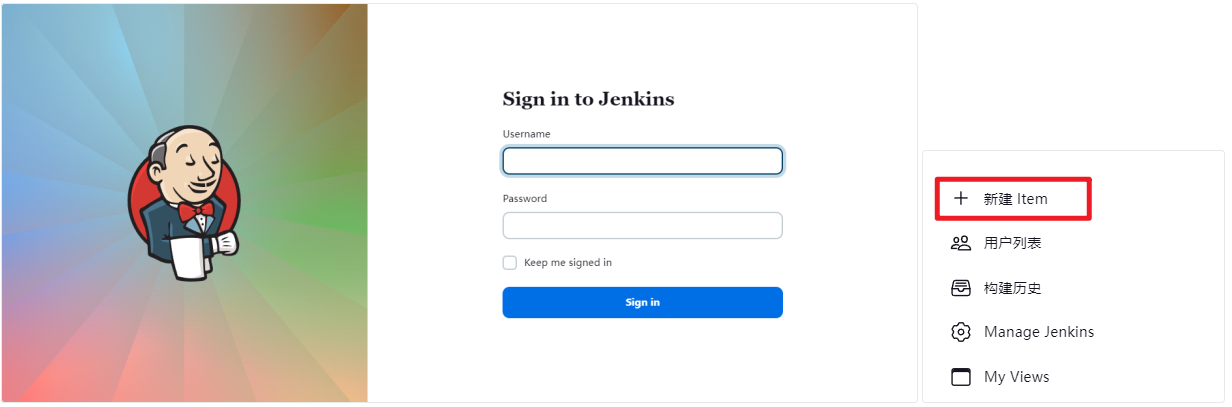 Sign in to Jenkins
Username
Password
Keep me signed in
Sign in
新建 Item
用户列表
构建历史
Manage Jenkins
My Views